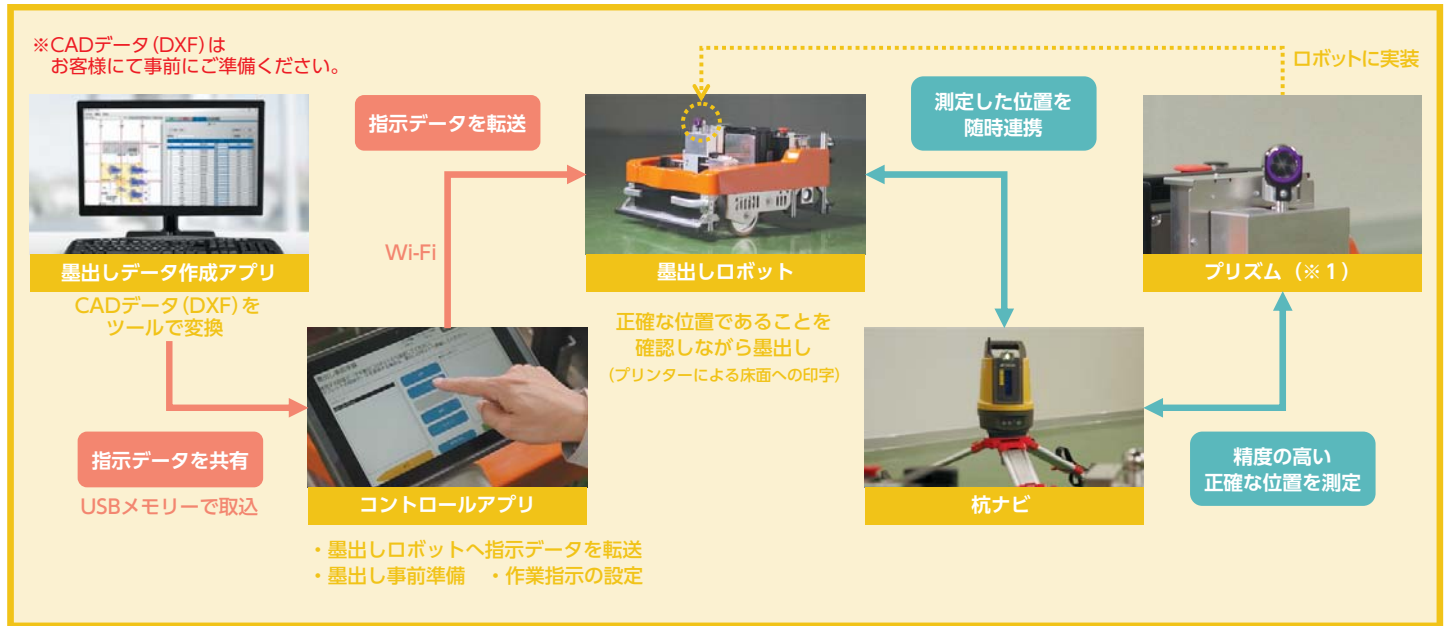 ※CADデータ(DXF)は
お客様にて事前にご準備ください。
墨出しデータ作成アプリ
CADデータ(DXF)を
ツールで変換
指示データを共有
USBメモリーで取込
コントロールアプリ
・墨出しロボットへ指示データを転送
・墨出し事前準備　・作業指示の設定
指示データを転送
Wi-Fi
墨出しロボット
正確な位置であることを
確認しながら墨出し
(プリンターによる床面への印字)
測定した位置を
随時連携
杭ナビ
ロボットに実装
プリズム（※1）
精度の高い
正確な位置を測定